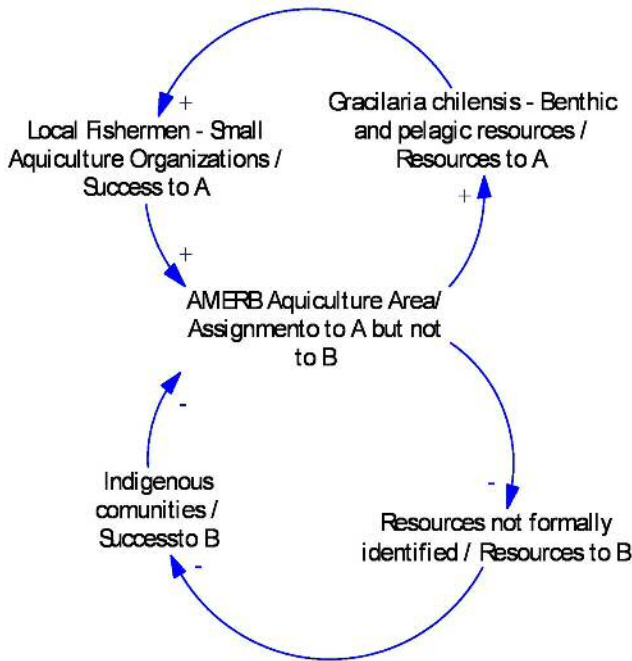 +
Local Fishermen - Small
Aquiculture Organizations /
Success to A
Gracilaria chilensis - Benthic
and pelagic resources /
Resources to A
+
+
AMERB Aquiculture Area/
Assignmento to A but not
to B
-
-
Indigenous
comunities /
Successto B
Resources not formally
identified / Resources to B
-